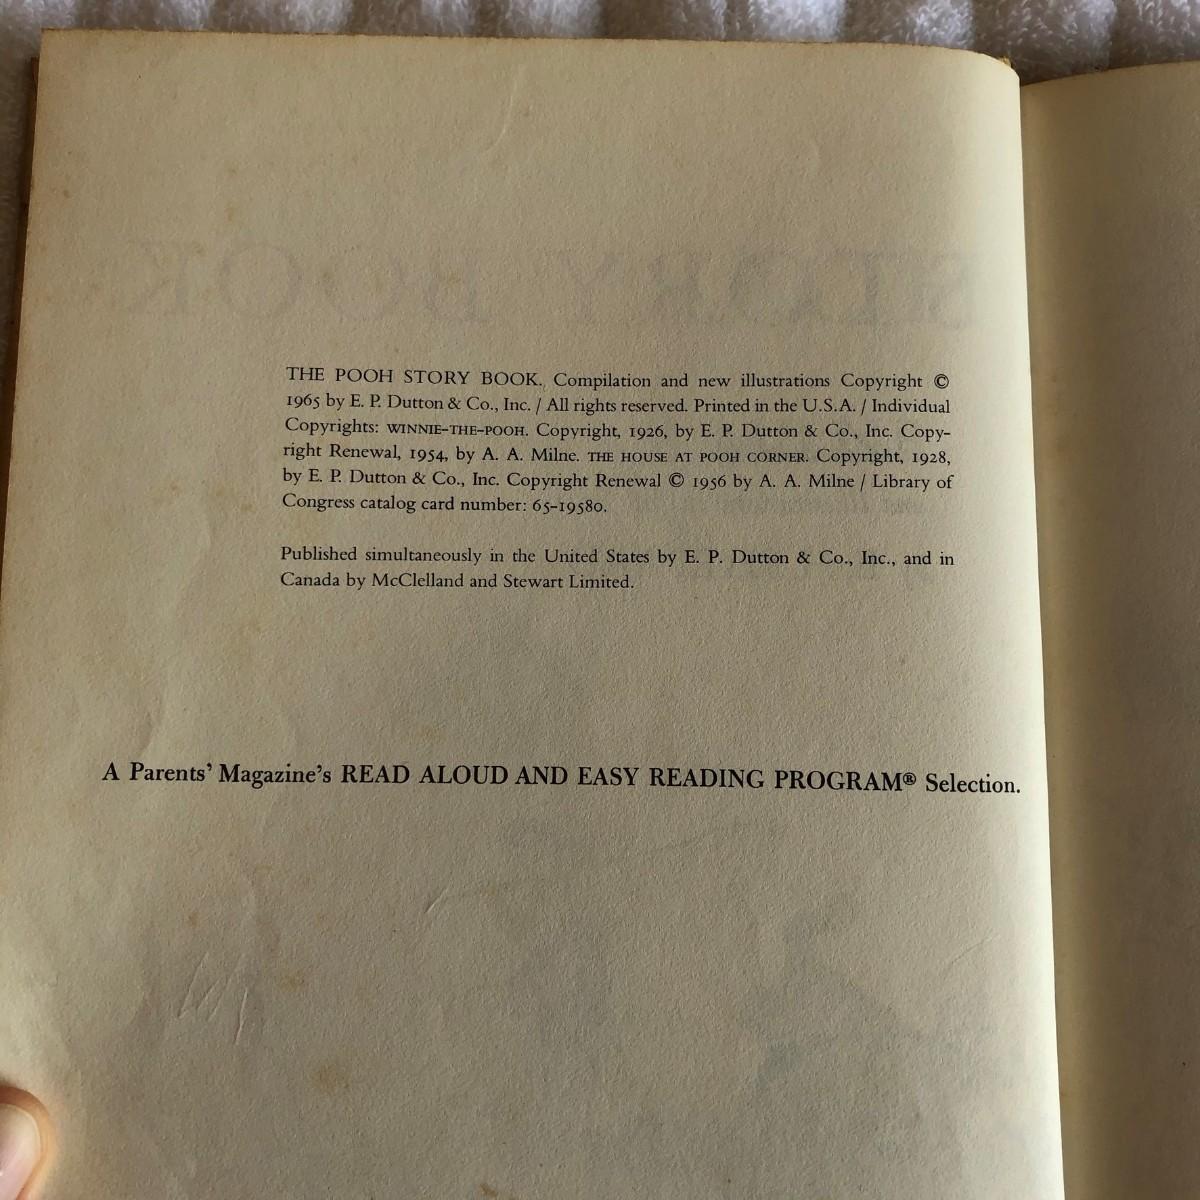 STORY BOOK
THE POOH STORY BOOK. Compilation and new illustrations Copyright ©
1965 by E. P. Dutton & Co., Inc. / All rights reserved. Printed in the U.S.A. / Individual
Copyrights: WINNIE-THE-POOH. Copyright, 1926, by E. P. Dutton & Co., Inc. Copy-
right Renewal, 1954, by A. A. Milne. THE HOUSE AT POOH CORNER. Copyright, 1928,
by E. P. Dutton & Co., Inc. Copyright Renewal © 1956 by A. A. Milne / Library of
Congress catalog card number: 65-19580.
Published simultaneously in the United States by E. P. Dutton & Co., Inc., and in
Canada by McClelland and Stewart Limited.
A Parents' Magazine's READ ALOUD AND EASY READING PROGRAM® Selection.